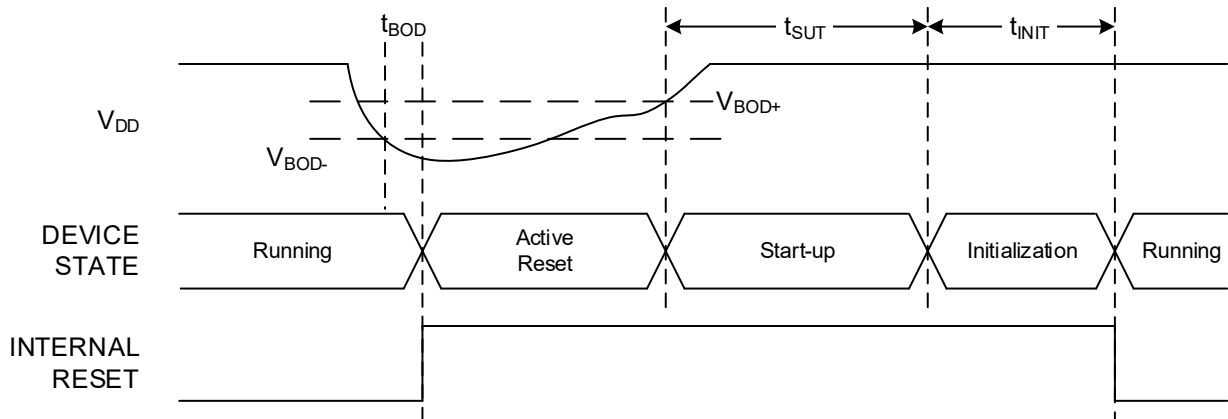 tBOD
tSUT
tINIT
VDD
VBOD+
VBOD-
DEVICE
STATE
Running
Active
Reset
Start-up
Initialization
Running
INTERNAL
RESET